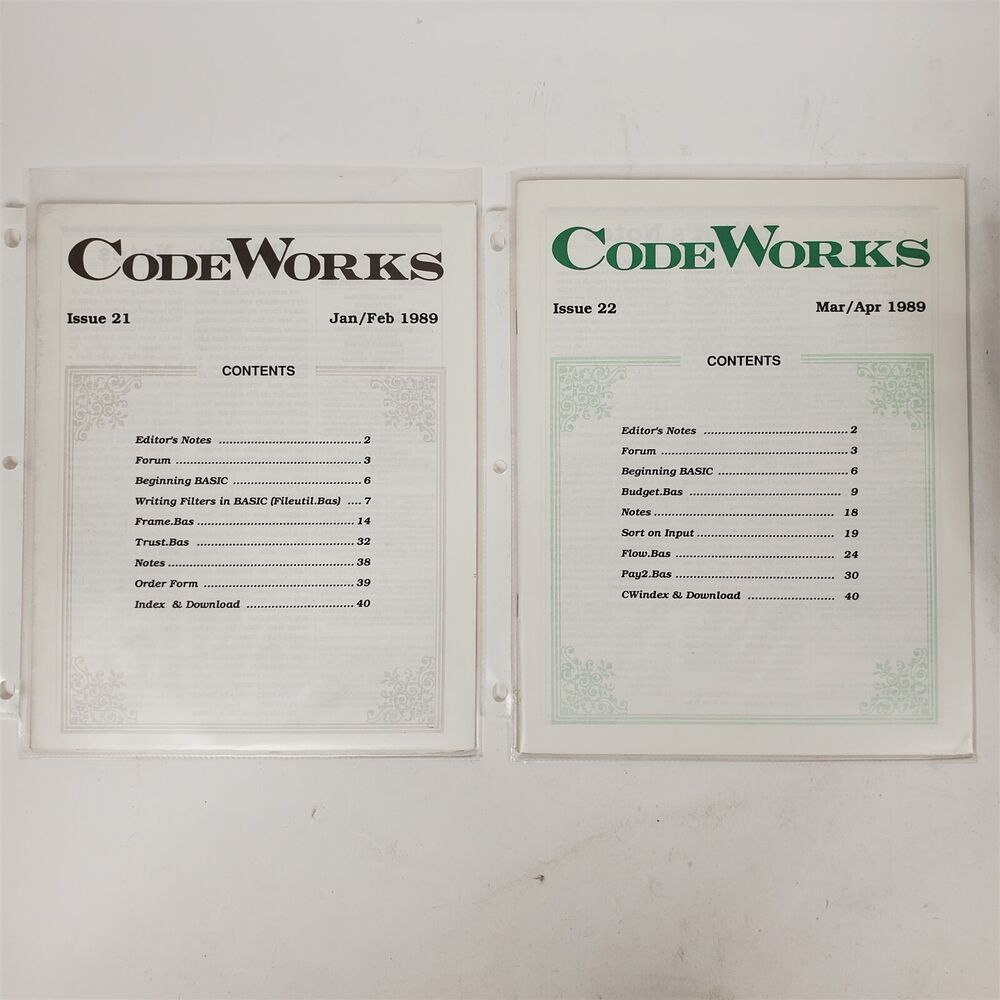 CODEWORKS
Issue 21 Jan/Feb 1989
CONTENTS
Editor's Notes .......................................... 2
Forum ..................................................... 3
Beginning BASIC ..................................... 6
Writing Filters in BASIC (Fileutil.Bas) .... 7
Frame.Bas ............................................... 14
Trust.Bas ............................................... 32
Notes ..................................................... 38
Order Form ............................................ 39
Index & Download ................................ 40
CODEWORKS
Issue 22 Mar/Apr 1989
CONTENTS
Editor's Notes .......................................... 2
Forum ..................................................... 3
Beginning BASIC ..................................... 6
Budget.Bas ............................................. 9
Notes ..................................................... 18
Sort on Input ......................................... 19
Flow.Bas ............................................... 24
Pay2.Bas ............................................... 30
CWindex & Download .......................... 40